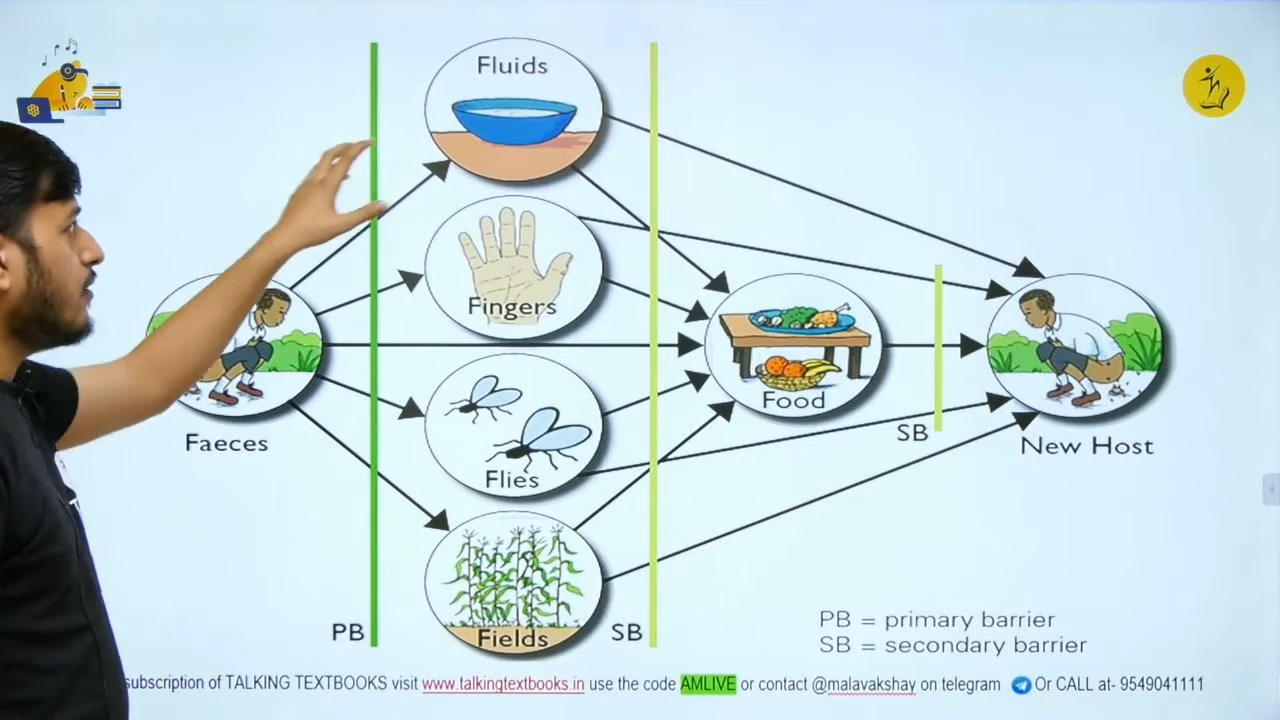 Fluids
Fingers
Faeces
Flies
Fields
Food
New Host
SB
PB
SB
PB = primary barrier
SB = secondary barrier
subscription of TALKING TEXTBOOKS visit www.talkingtextbooks.in use the code AMLIVE or contact @malavakshay on telegram Or CALL at- 9549041111